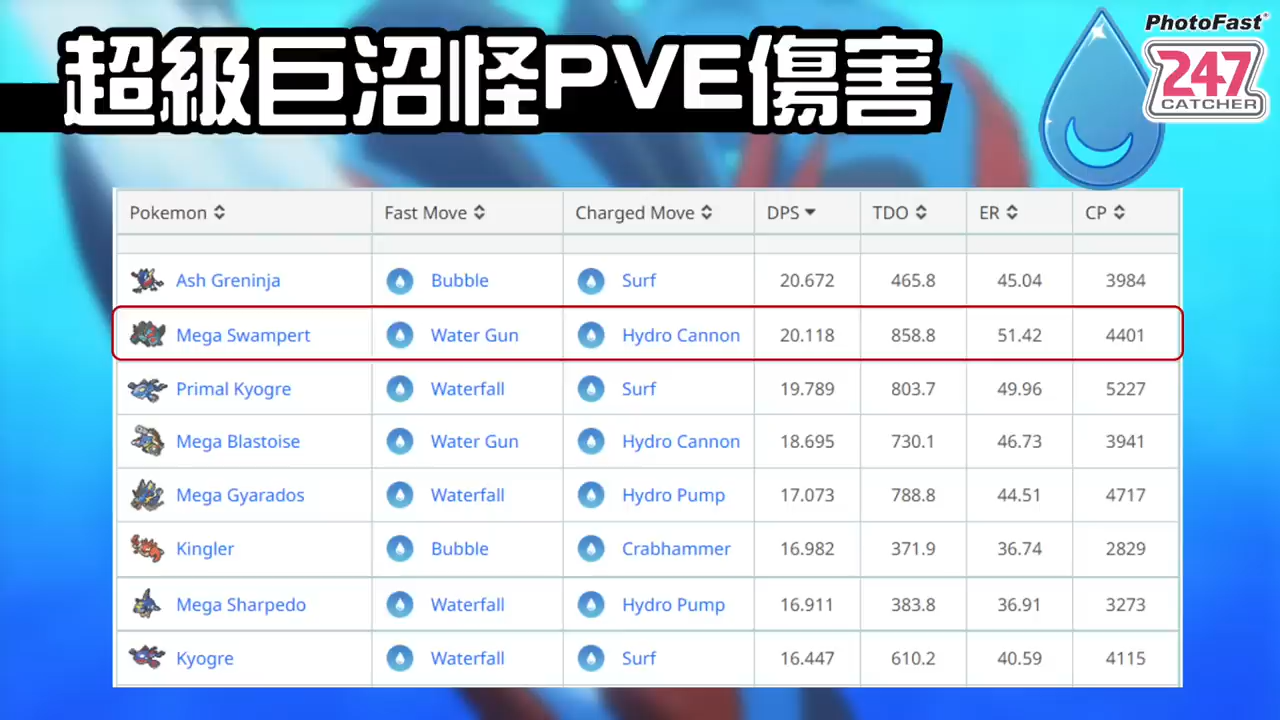 超級巨沼怪PVE傷害
PhotoFast
247
CATCHER
Pokemon Fast Move Charged Move DPS TDO ER CP
Ash Greninja Bubble Surf 20.672 465.8 45.04 3984
Mega Swampert Water Gun Hydro Cannon 20.118 858.8 51.42 4401
Primal Kyogre Waterfall Surf 19.789 803.7 49.96 5227
Mega Blastoise Water Gun Hydro Cannon 18.695 730.1 46.73 3941
Mega Gyarados Waterfall Hydro Pump 17.073 788.8 44.51 4717
Kingler Bubble Crabhammer 16.982 371.9 36.74 2829
Mega Sharpedo Waterfall Hydro Pump 16.911 383.8 36.91 3273
Kyogre Waterfall Surf 16.447 610.2 40.59 4115